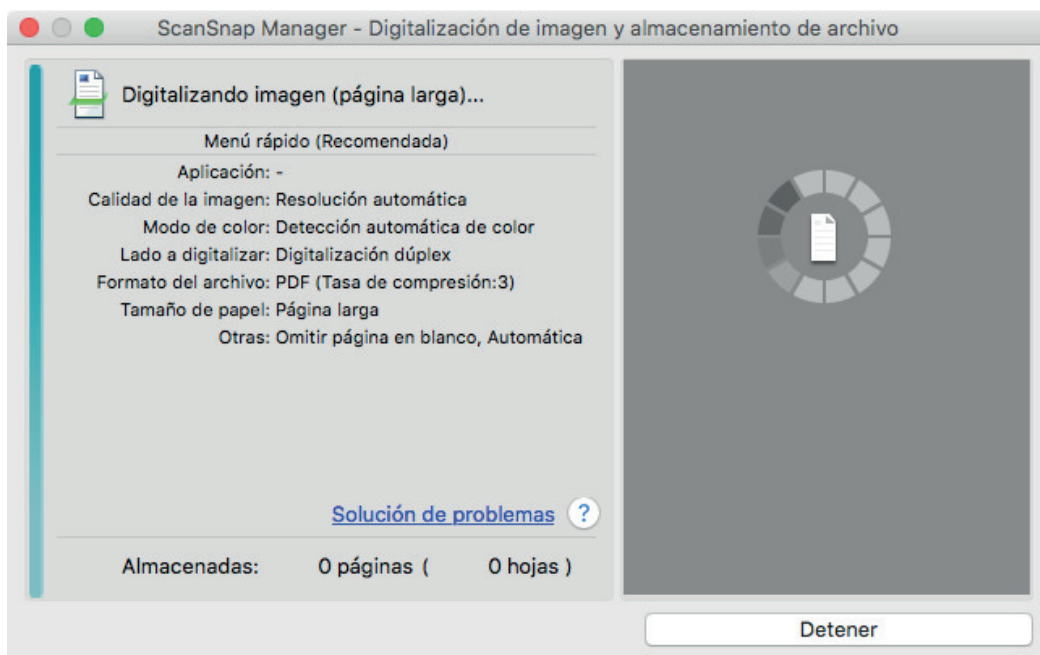 ScanSnap Manager - Digitalización de imagen y almacenamiento de archivo
Digitalizando imagen (página larga)...
Menú rápido (Recomendada)
Aplicación: -
Calidad de la imagen: Resolución automática
Modo de color: Detección automática de color
Lado a digitalizar: Digitalización dúplex
Formato del archivo: PDF (Tasa de compresión:3)
Tamaño de papel: Página larga
Otras: Omitir página en blanco, Automática
Solución de problemas ?
Almacenadas: 0 páginas ( 0 hojas )
Detener